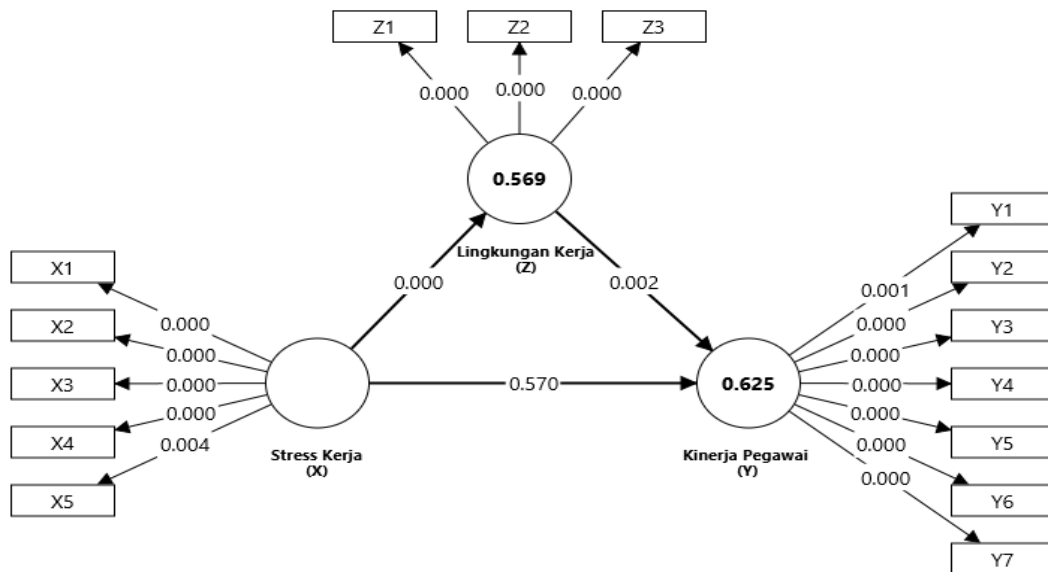 Z1
Z2
Z3
0.000
0.000
0.000
0.569
Lingkungan Kerja
(Z)
0.000
0.002
X1
X2
X3
X4
X5
0.000
0.000
0.000
0.000
0.004
Stress Kerja
(X)
0.570
0.625
Kinerja Pegawai
(Y)
0.001
0.000
0.000
0.000
0.000
0.000
0.000
Y1
Y2
Y3
Y4
Y5
Y6
Y7